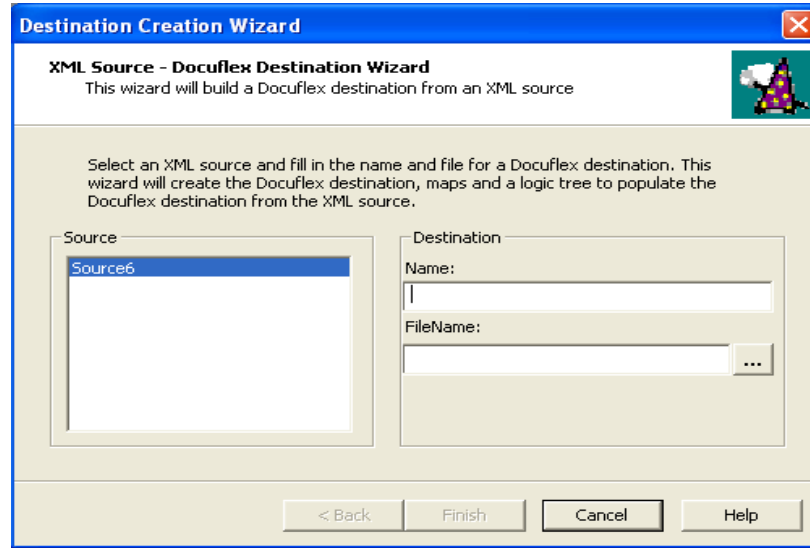 Destination Creation Wizard
XML Source - Docuflex Destination Wizard
This wizard will build a Docuflex destination from an XML source
Select an XML source and fill in the name and file for a Docuflex destination. This
wizard will create the Docuflex destination, maps and a logic tree to populate the
Docuflex destination from the XML source.
Source
Source6
Destination
Name:
FileName:
...
< Back
Finish
Cancel
Help